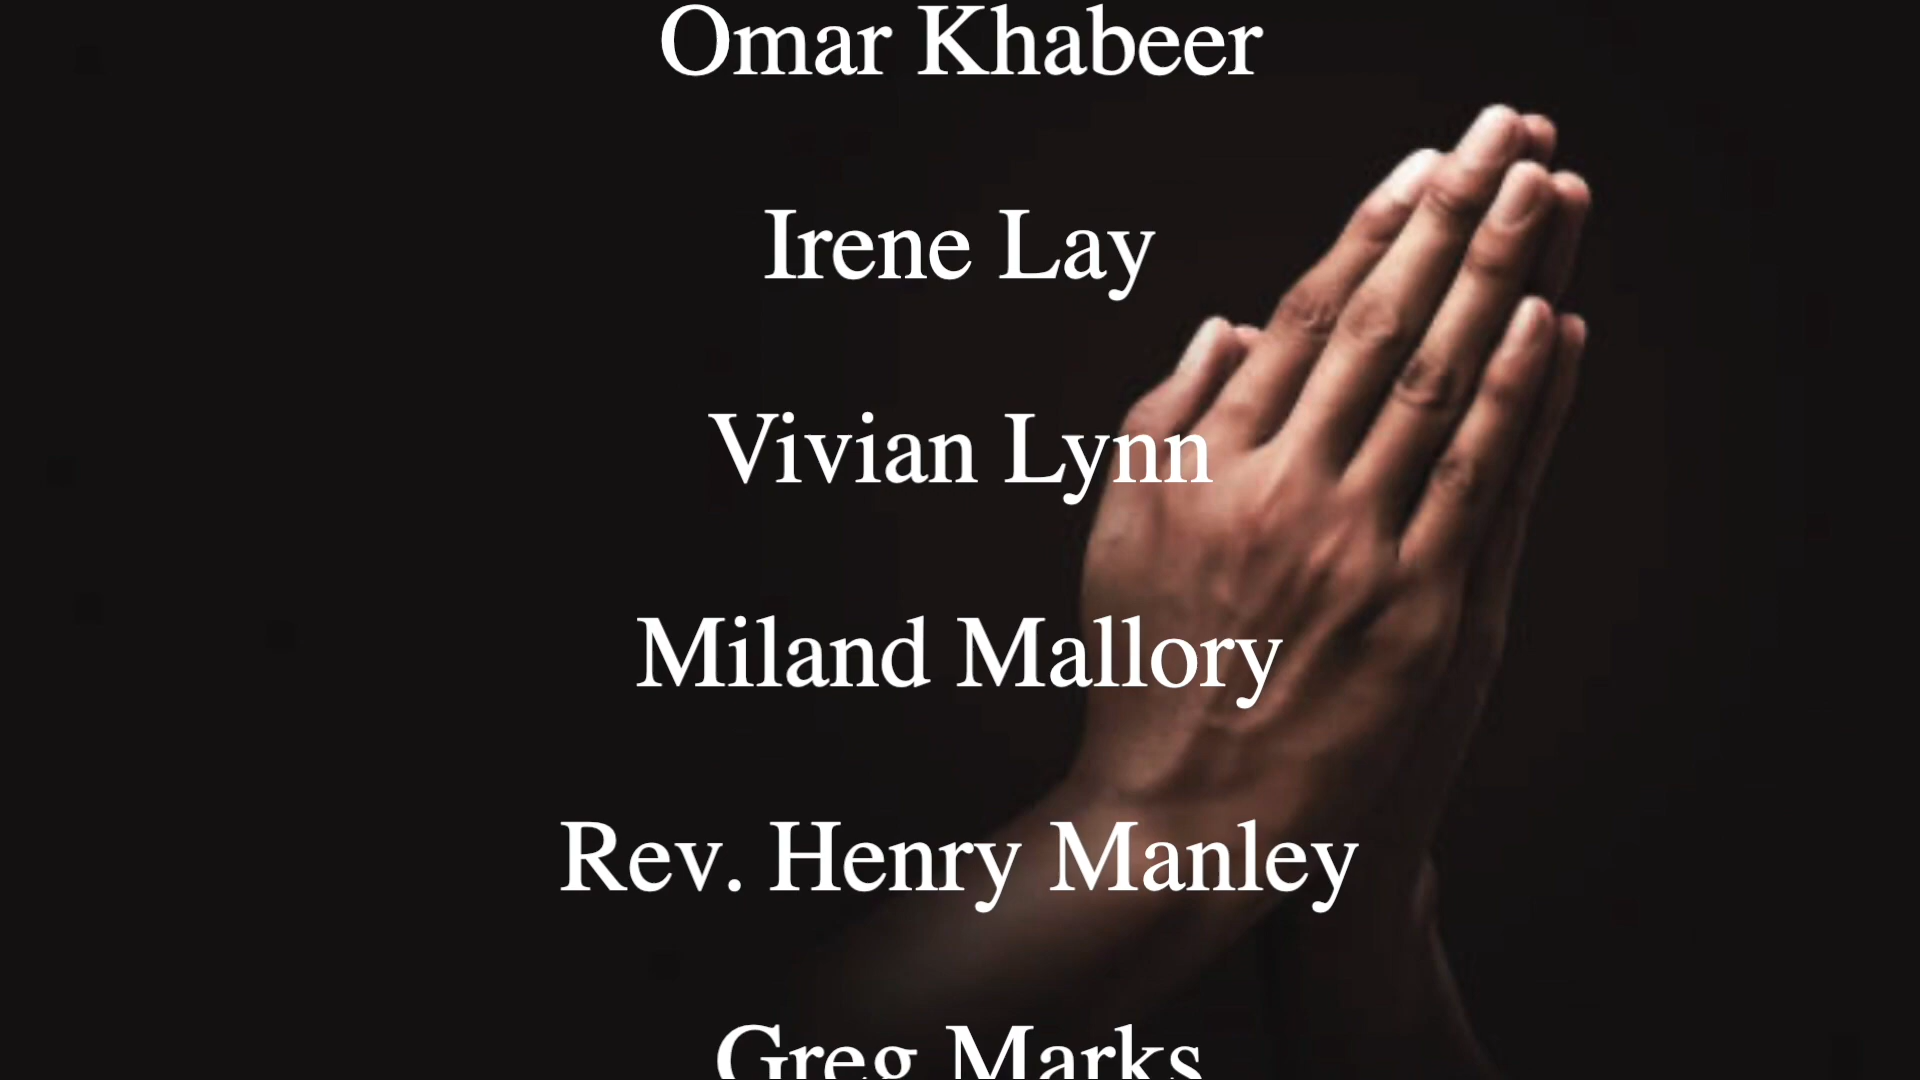 Omar Khabeer
Irene Lay
Vivian Lynn
Miland Mallory
Rev. Henry Manley
Greg Marks